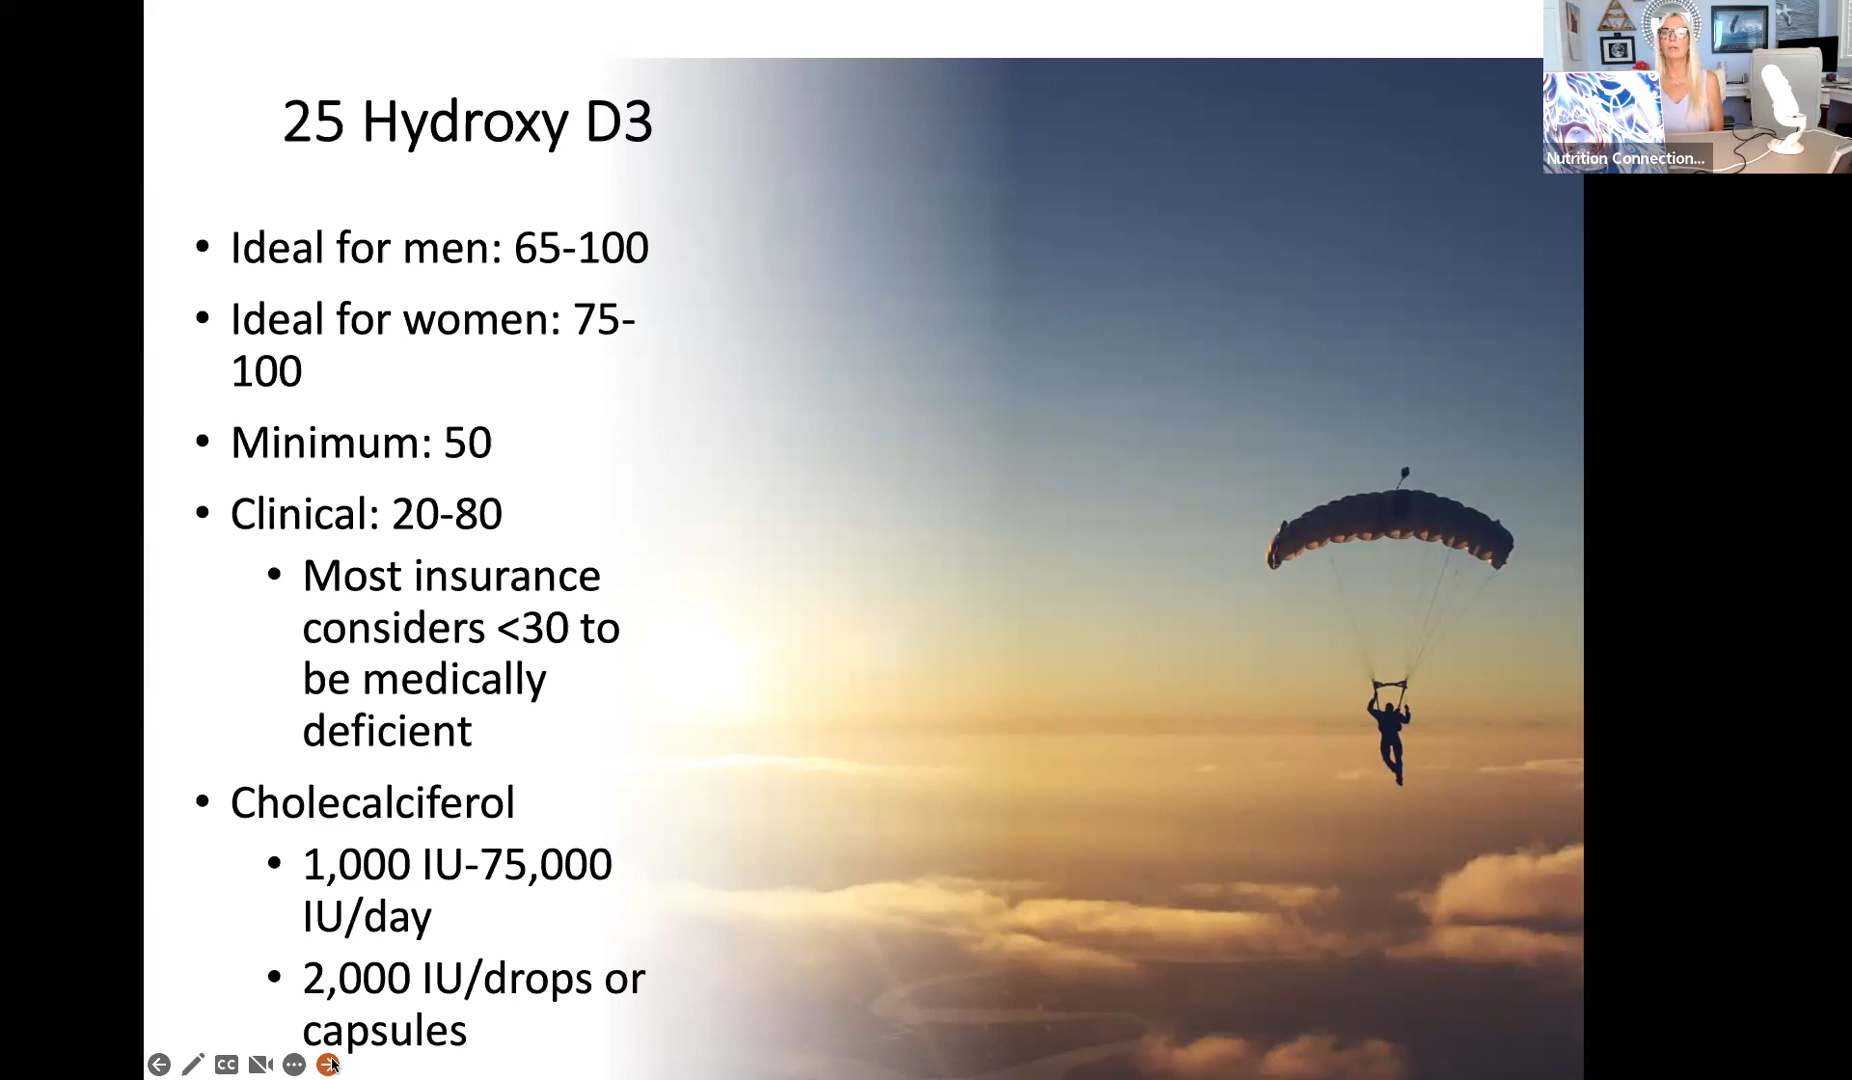 25 Hydroxy D3
• Ideal for men: 65-100
• Ideal for women: 75-
100
• Minimum: 50
• Clinical: 20-80
• Most insurance
considers <30 to
be medically
deficient
• Cholecalciferol
• 1,000 IU-75,000
IU/day
• 2,000 IU/drops or
capsules
Nutrition Connection...
CC